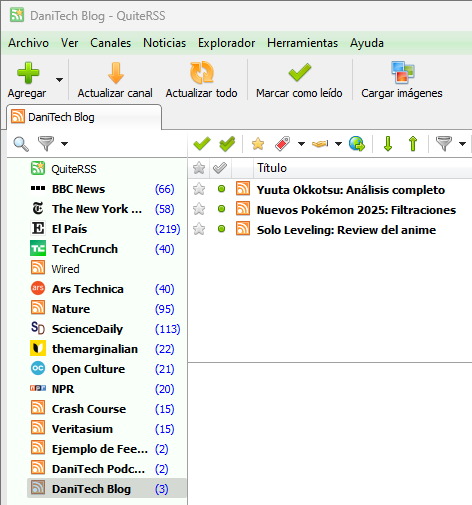 DaniTech Blog - QuiteRSS
Archivo Ver Canales Noticias Explorador Herramientas Ayuda
Agregar Actualizar canal Actualizar todo Marcar como leído Cargar imágenes
DaniTech Blog
Título
QuiteRSS
BBC News (66)
The New York ... (58)
El País (219)
TechCrunch (40)
Wired
Ars Technica (40)
Nature (95)
ScienceDaily (113)
themarginalian (22)
Open Culture (21)
NPR (20)
Crash Course (15)
Veritasium (15)
Ejemplo de Fee... (2)
DaniTech Podc... (2)
DaniTech Blog (3)
Yuuta Okkotsu: Análisis completo
Nuevos Pokémon 2025: Filtraciones
Solo Leveling: Review del anime